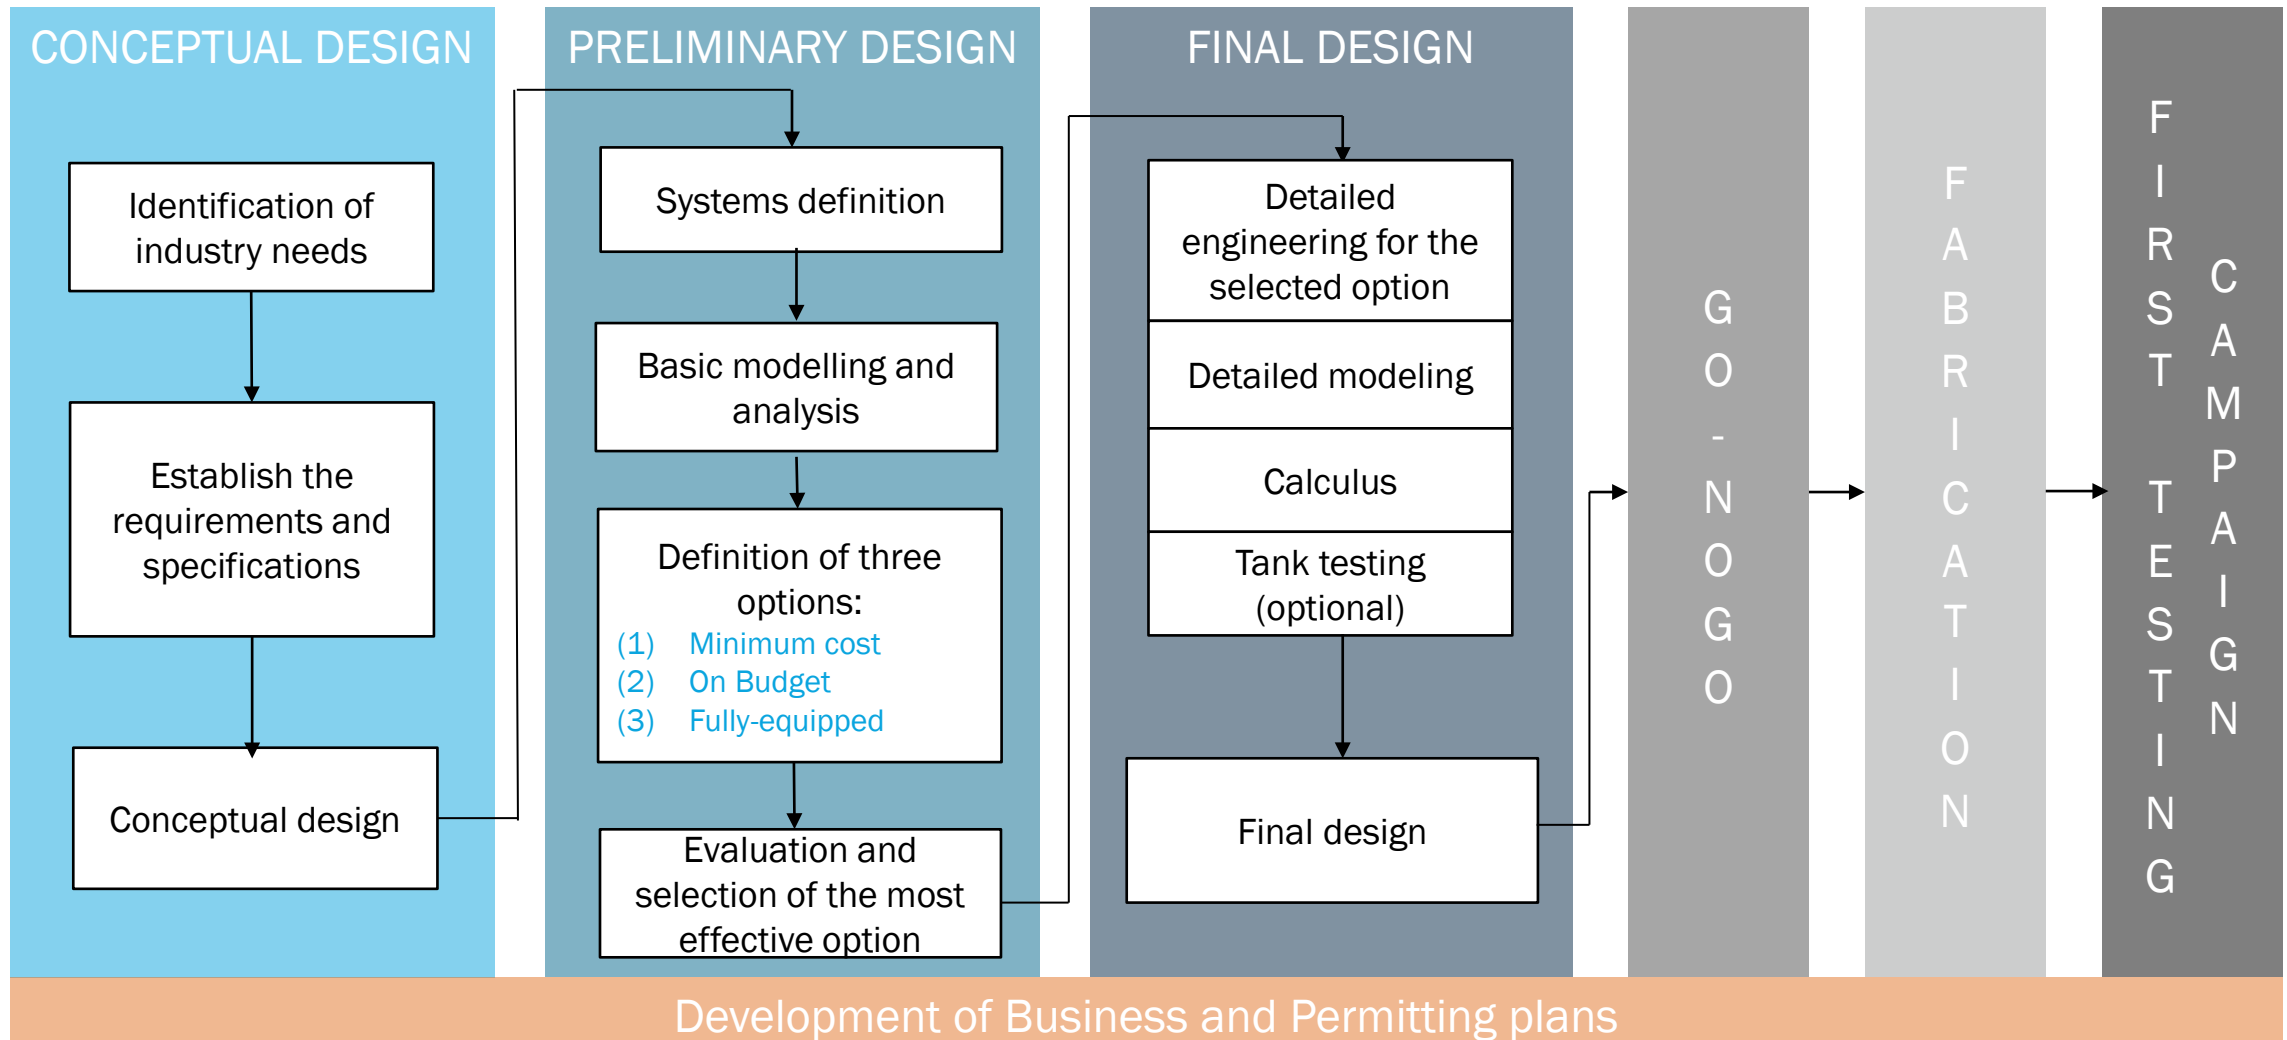 CONCEPTUAL DESIGN
Identification of
industry needs
Establish the
requirements and
specifications
Conceptual design
PRELIMINARY DESIGN
Systems definition
Basic modelling and
analysis
Definition of three
options:
(1) Minimum cost
(2) On Budget
(3) Fully-equipped
Evaluation and
selection of the most
effective option
FINAL DESIGN
Detailed
engineering for the
selected option
Detailed modeling
Calculus
Tank testing
(optional)
Final design
GO-NOGO
FABRICATION
FIRST TESTING
CAMPAIGN
Development of Business and Permitting plans